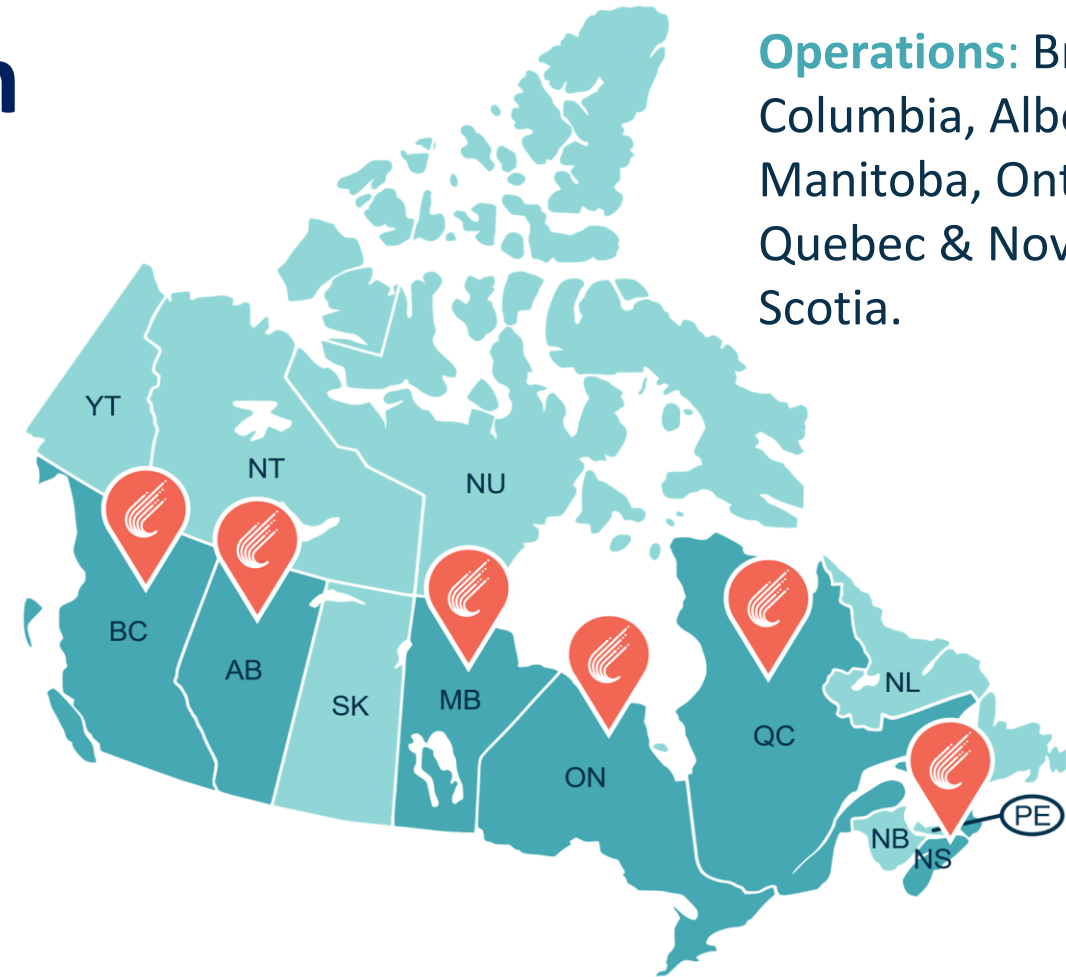 n
Operations: Br
Columbia, Alb
Manitoba, Ont
Quebec & Nov
Scotia.
YT
NT
NU
BC
AB
SK
MB
ON
QC
NL
NB
NS
PE